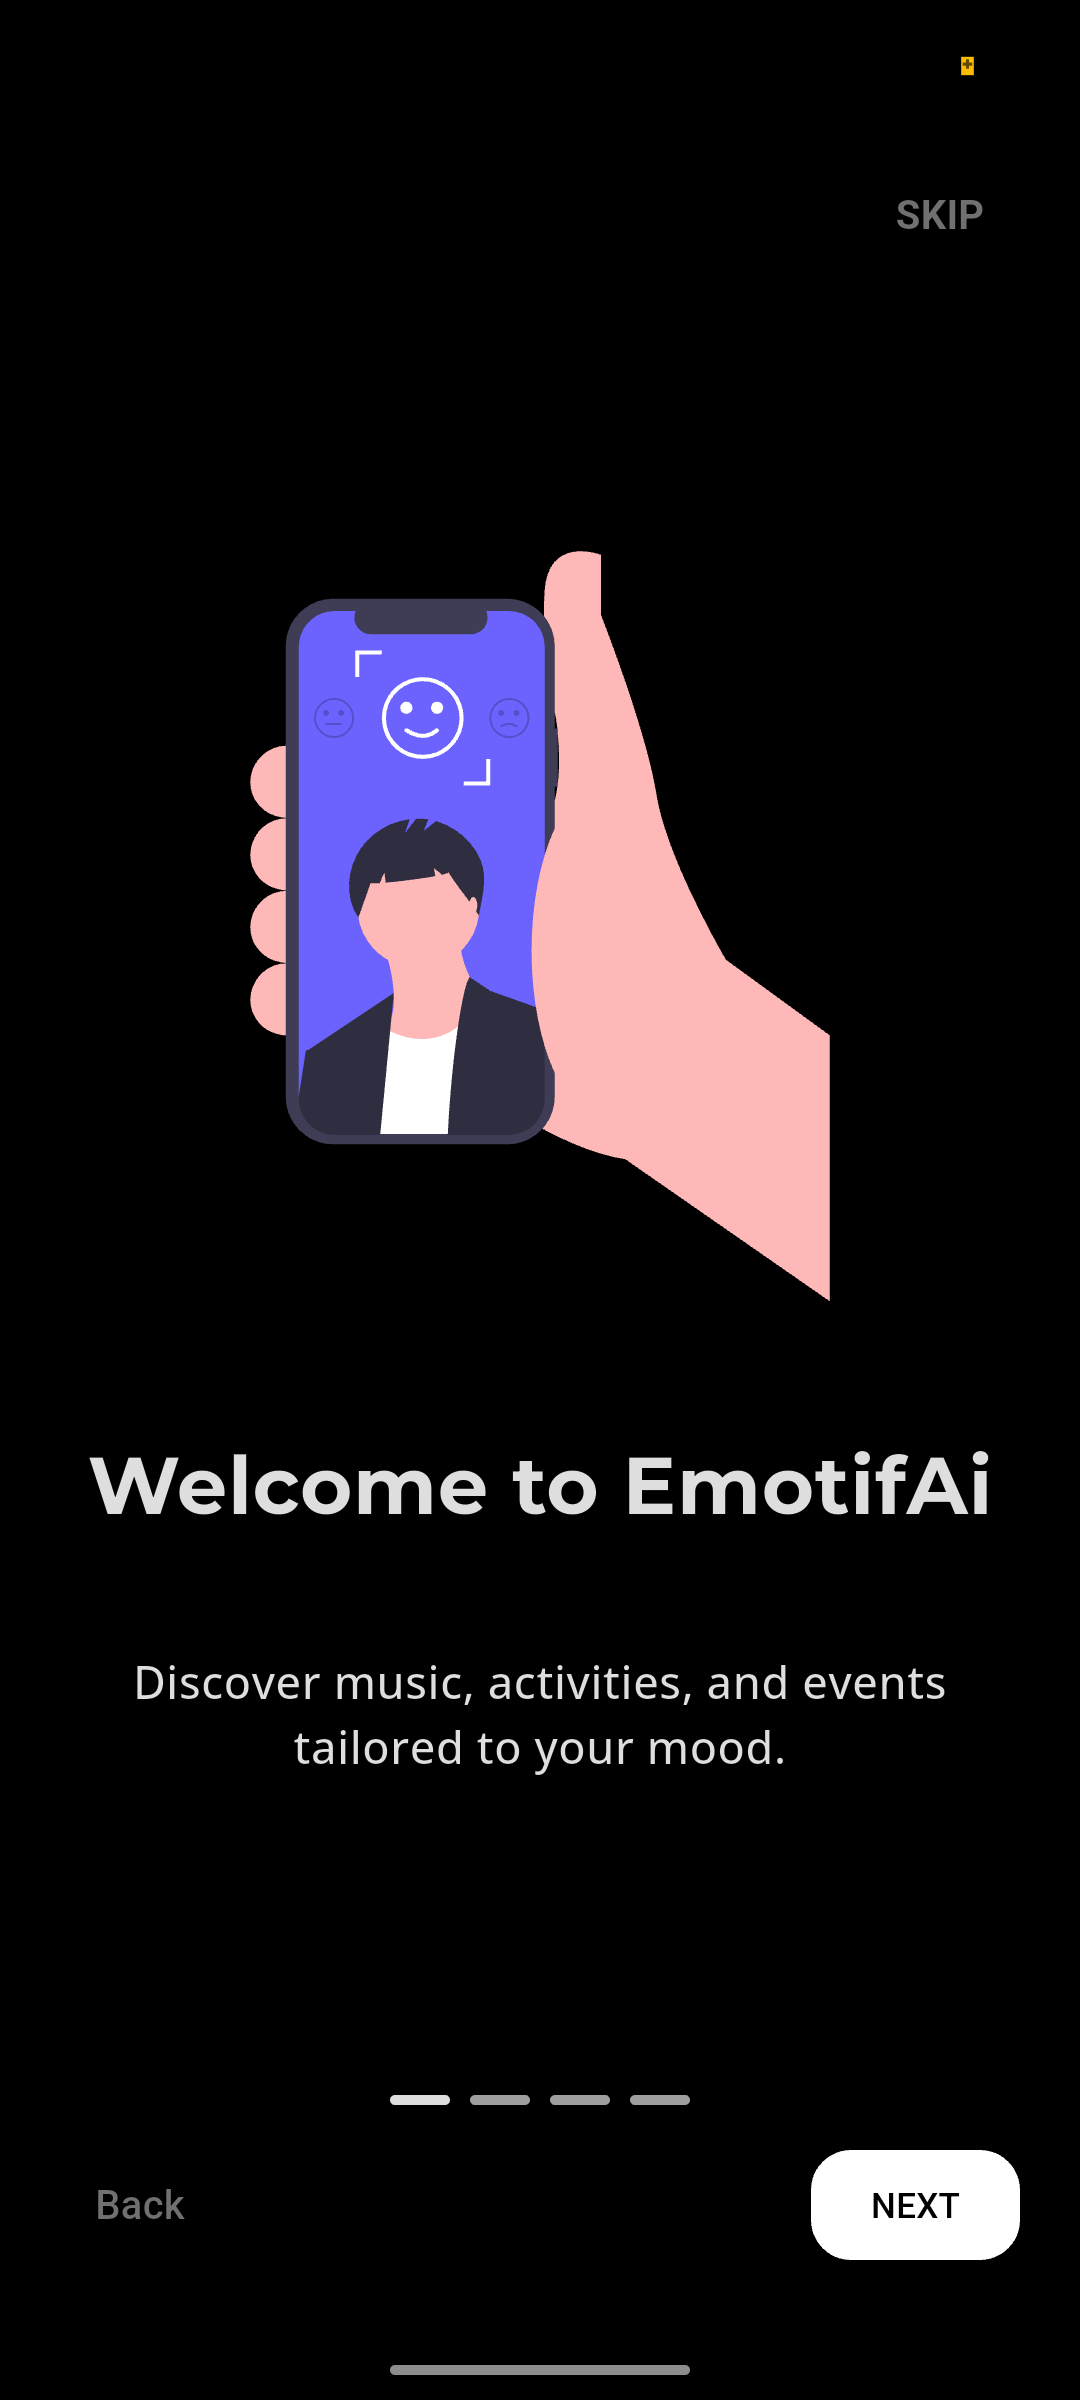 SKIP
Welcome to EmotifAi
Discover music, activities, and events
tailored to your mood.
Back
NEXT